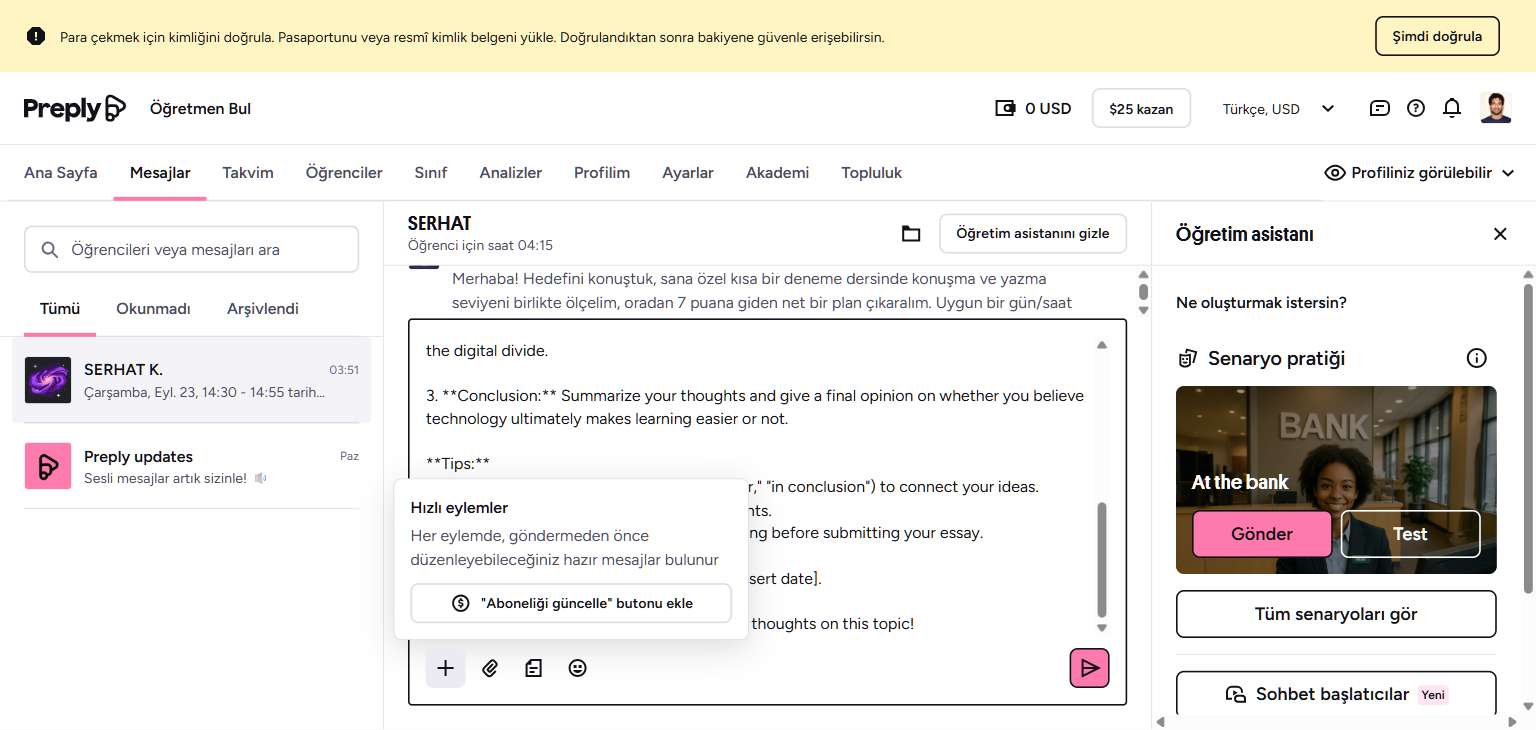 Para çekmek için kimliğini doğrula. Pasaportunu veya resmî kimlik belgeni yükle. Doğrulandıktan sonra bakiyene güvenle erişebilirsin.
Şimdi doğrula
Preply
Öğretmen Bul
0 USD
$25 kazan
Türkçe, USD
Ana Sayfa
Mesajlar
Takvim
Öğrenciler
Sınıf
Analizler
Profilim
Ayarlar
Akademi
Topluluk
Profiliniz görülebilir
Öğrencileri veya mesajları ara
Tümü
Okunmadı
Arşivlendi
SERHAT K.
03:51
Çarşamba, Eyl. 23, 14:30 - 14:55 tarih...
Preply updates
Paz
Sesli mesajlar artık sizinle!
SERHAT
Öğrenci için saat 04:15
Öğretim asistanını gizle
Merhaba! Hedefini konuştuk, sana özel kısa bir deneme dersinde konuşma ve yazma
seviyeni birlikte ölçelim, oradan 7 puana giden net bir plan çıkaralım. Uygun bir gün/saat
the digital divide.
3. **Conclusion:** Summarize your thoughts and give a final opinion on whether you believe
technology ultimately makes learning easier or not.
**Tips:**
r," "in conclusion") to connect your ideas.
nts.
ng before submitting your essay.
sert date].
thoughts on this topic!
Hızlı eylemler
Her eylemde, göndermeden önce
düzenleyebileceğiniz hazır mesajlar bulunur
"Aboneliği güncelle" butonu ekle
Öğretim asistanı
Ne oluşturmak istersin?
Senaryo pratiği
BANK
At the bank
Gönder
Test
Tüm senaryoları gör
Sohbet başlatıcılar
Yeni